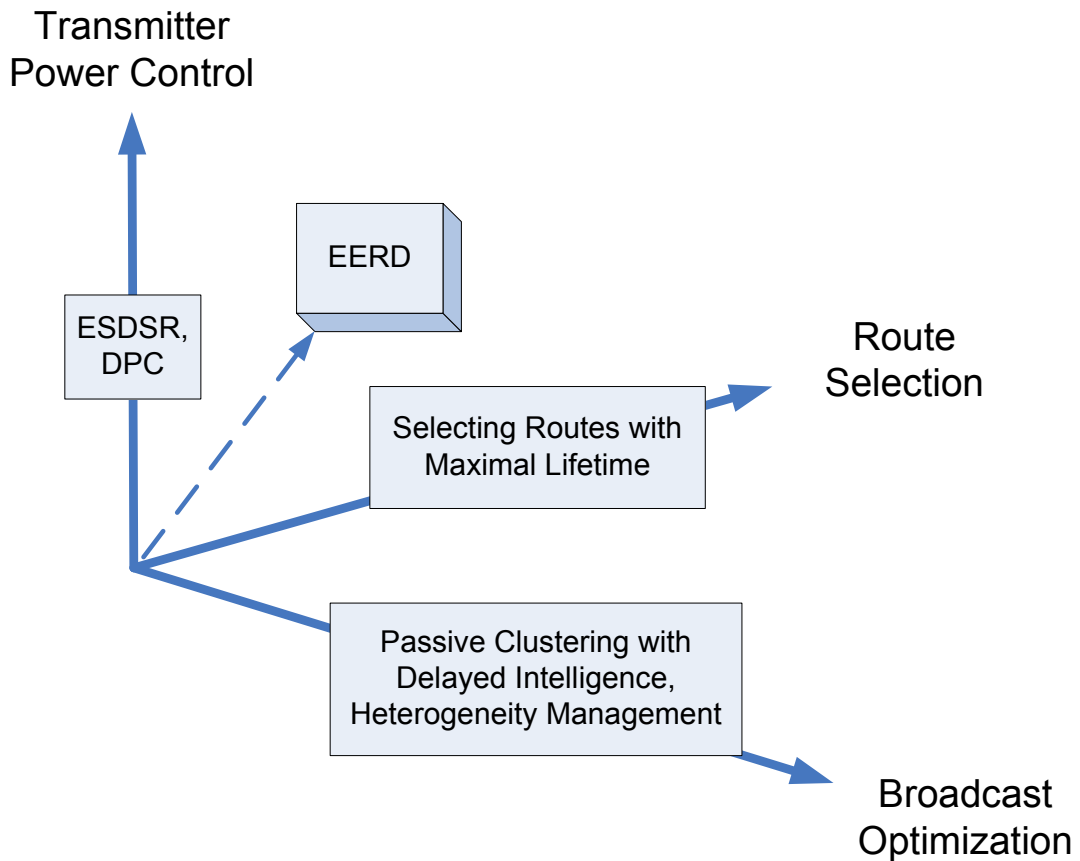 Transmitter
Power Control
EERD
ESDSR,
DPC
Route
Selection
Selecting Routes with
Maximal Lifetime
Passive Clustering with
Delayed Intelligence,
Heterogeneity Management
Broadcast
Optimization